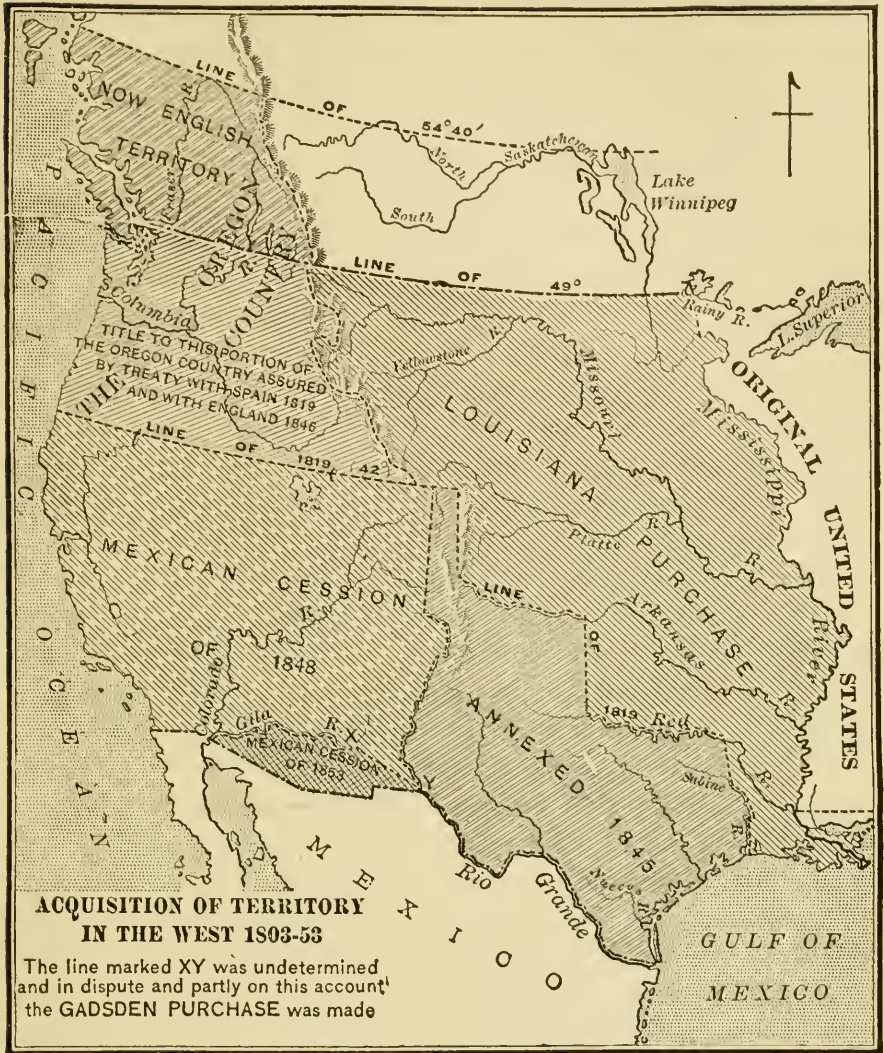 LINE OF 54°40'
NOW ENGLISH
TERRITORY
Fraser R.
North Saskatchewan
South
Lake
Winnipeg
THE OREGON COUNTRY
LINE OF 49°
Rainy R.
L. Superior
Columbia R.
TITLE TO THIS PORTION OF
THE OREGON COUNTRY ASSURED
BY TREATY WITH SPAIN 1819
AND WITH ENGLAND 1846
Yellowstone R.
Missouri R.
LOUISIANA PURCHASE
Mississippi River
ORIGINAL UNITED STATES
LINE OF 1819 42
PACIFIC OCEAN
MEXICAN CESSION
OF 1848
Platte R.
Arkansas R.
LINE OF 1819
Red R.
Colorado R.
Gila R.
X
Y
MEXICAN CESSION
OF 1853
ANNEXED 1845
Sabine R.
Nueces R.
Rio Grande
MEXICO
GULF OF
MEXICO
ACQUISITION OF TERRITORY
IN THE WEST 1803-53
The line marked XY was undetermined
and in dispute and partly on this account
the GADSDEN PURCHASE was made